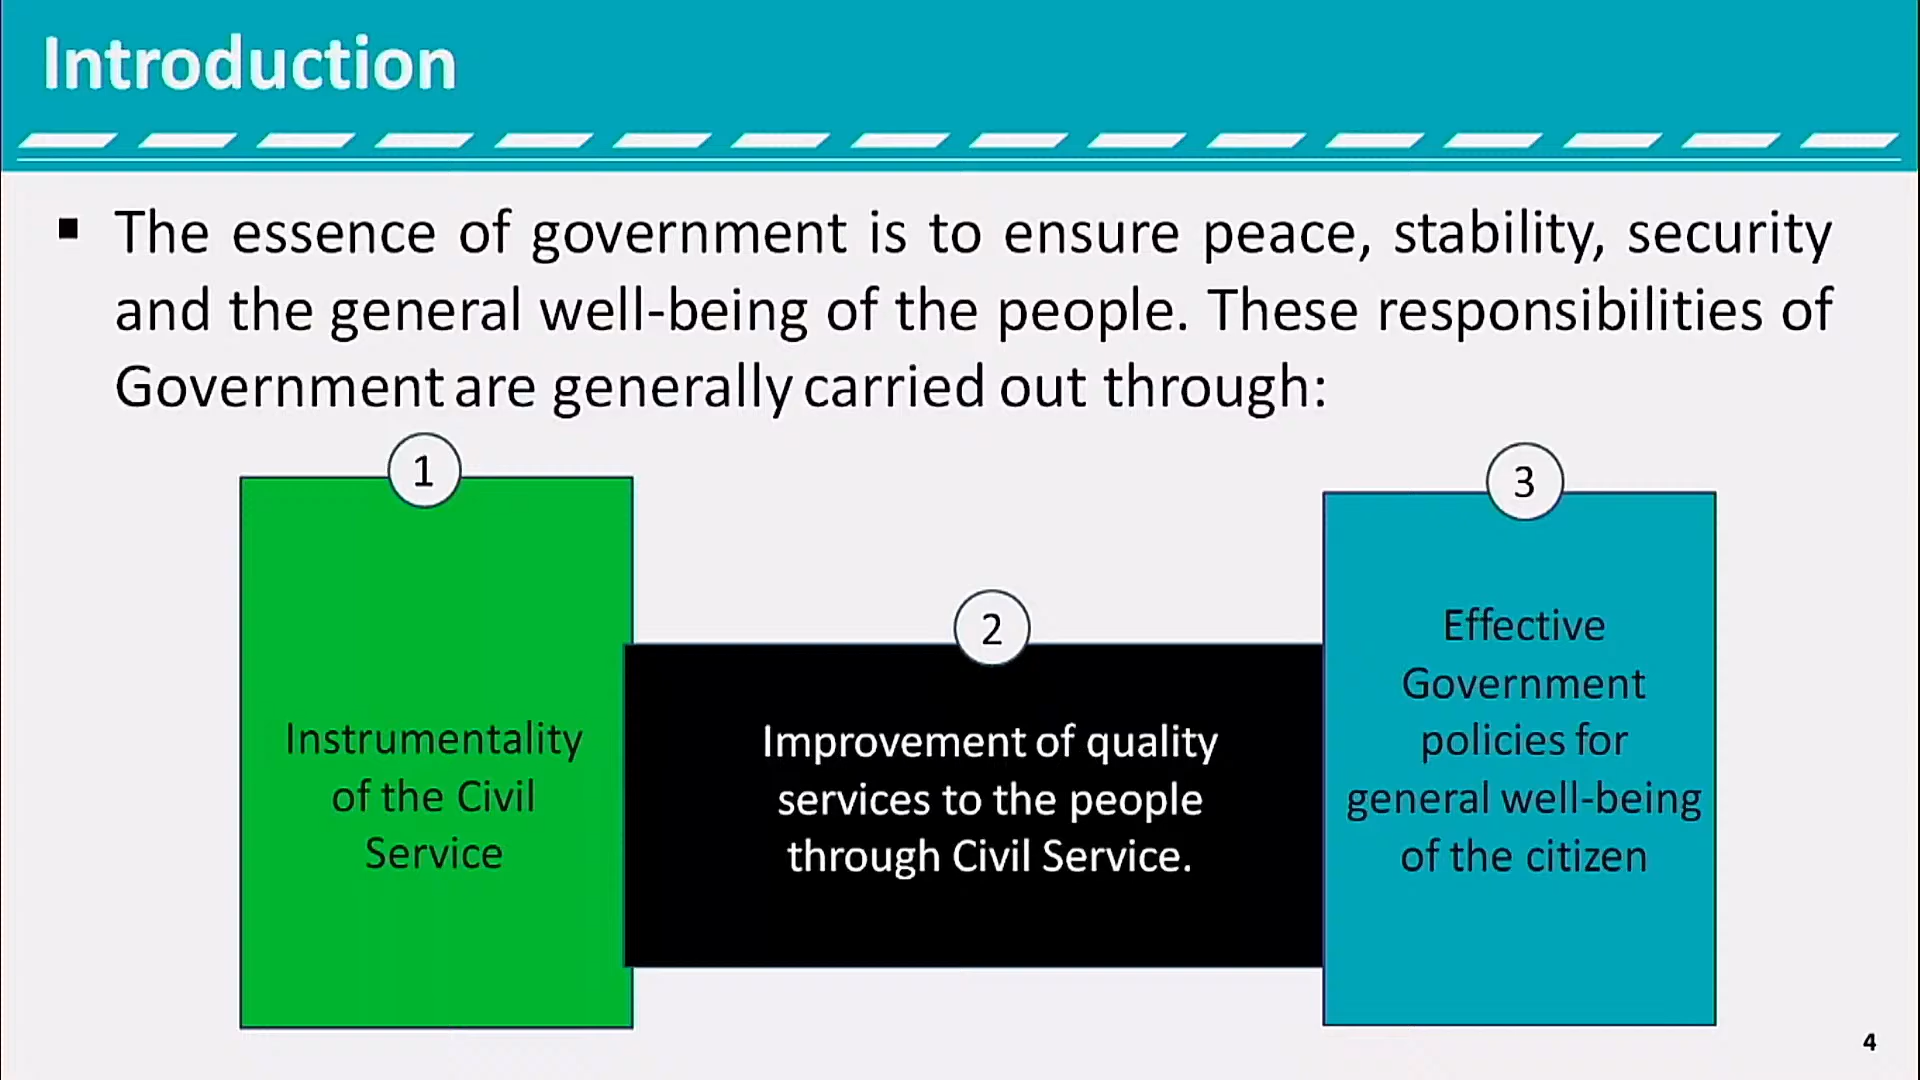 Introduction
▪ The essence of government is to ensure peace, stability, security
and the general well-being of the people. These responsibilities of
Government are generally carried out through:
1
Instrumentality
of the Civil
Service
2
Improvement of quality
services to the people
through Civil Service.
3
Effective
Government
policies for
general well-being
of the citizen
4